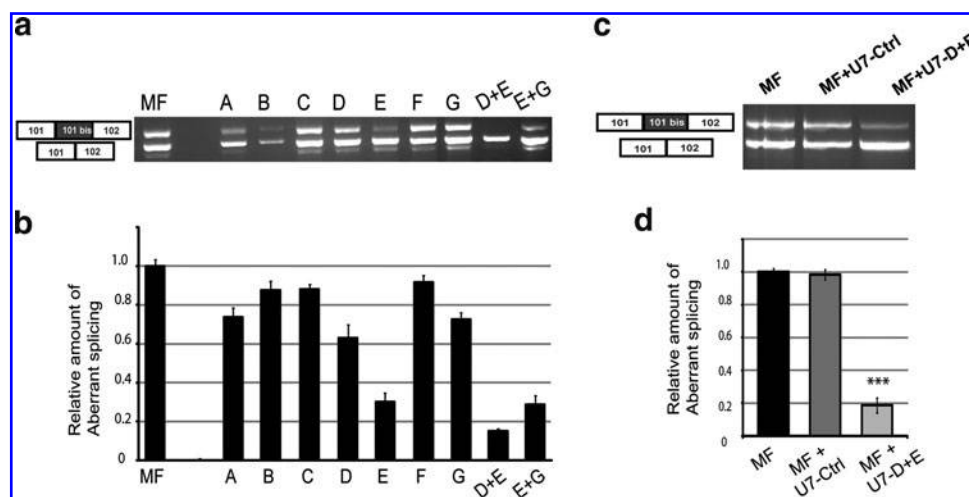 a
MF A B C D E F G D+E E+G
101 101 bis 102
101 102
b
Relative amount of
Aberrant splicing
1.0
0.8
0.6
0.4
0.2
0
MF A B C D E F G D+E E+G
c
MF MF+U7-Ctrl MF+U7-D+E
101 101 bis 102
101 102
d
Relative amount of
Aberrant splicing
1.0
0.8
0.6
0.4
0.2
0
***
MF MF + U7-Ctrl MF + U7-D+E